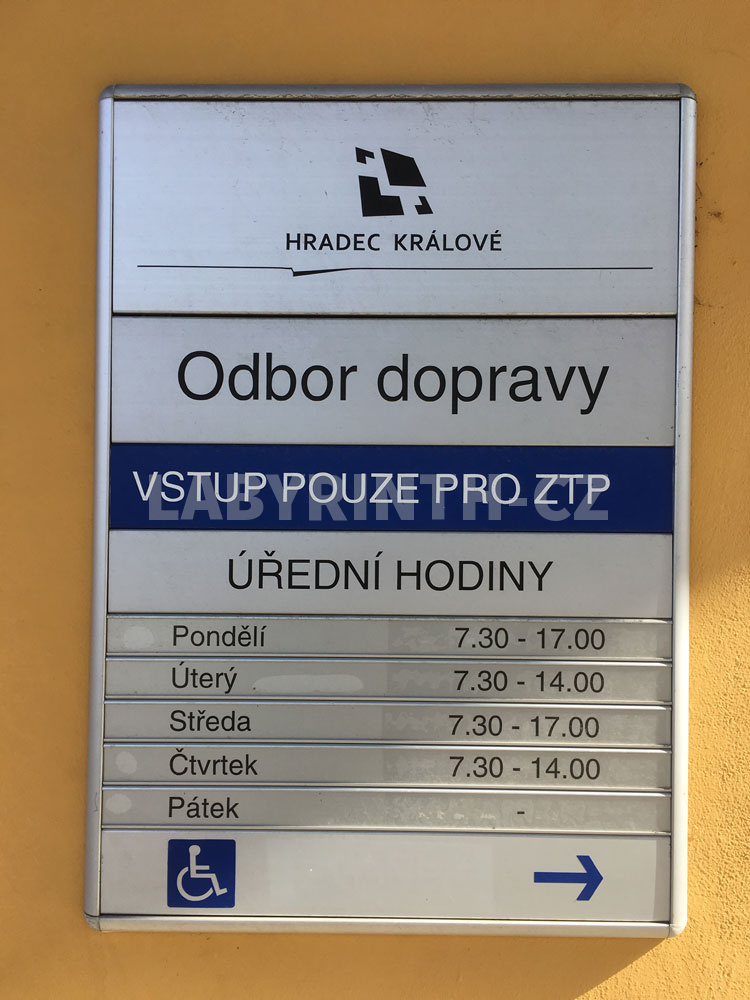 HRADEC KRÁLOVÉ
Odbor dopravy
VSTUP POUZE PRO ZTP
LABYRINTH-CZ
ÚŘEDNÍ HODINY
Pondělí 7.30 - 17.00
Úterý 7.30 - 14.00
Středa 7.30 - 17.00
Čtvrtek 7.30 - 14.00
Pátek -